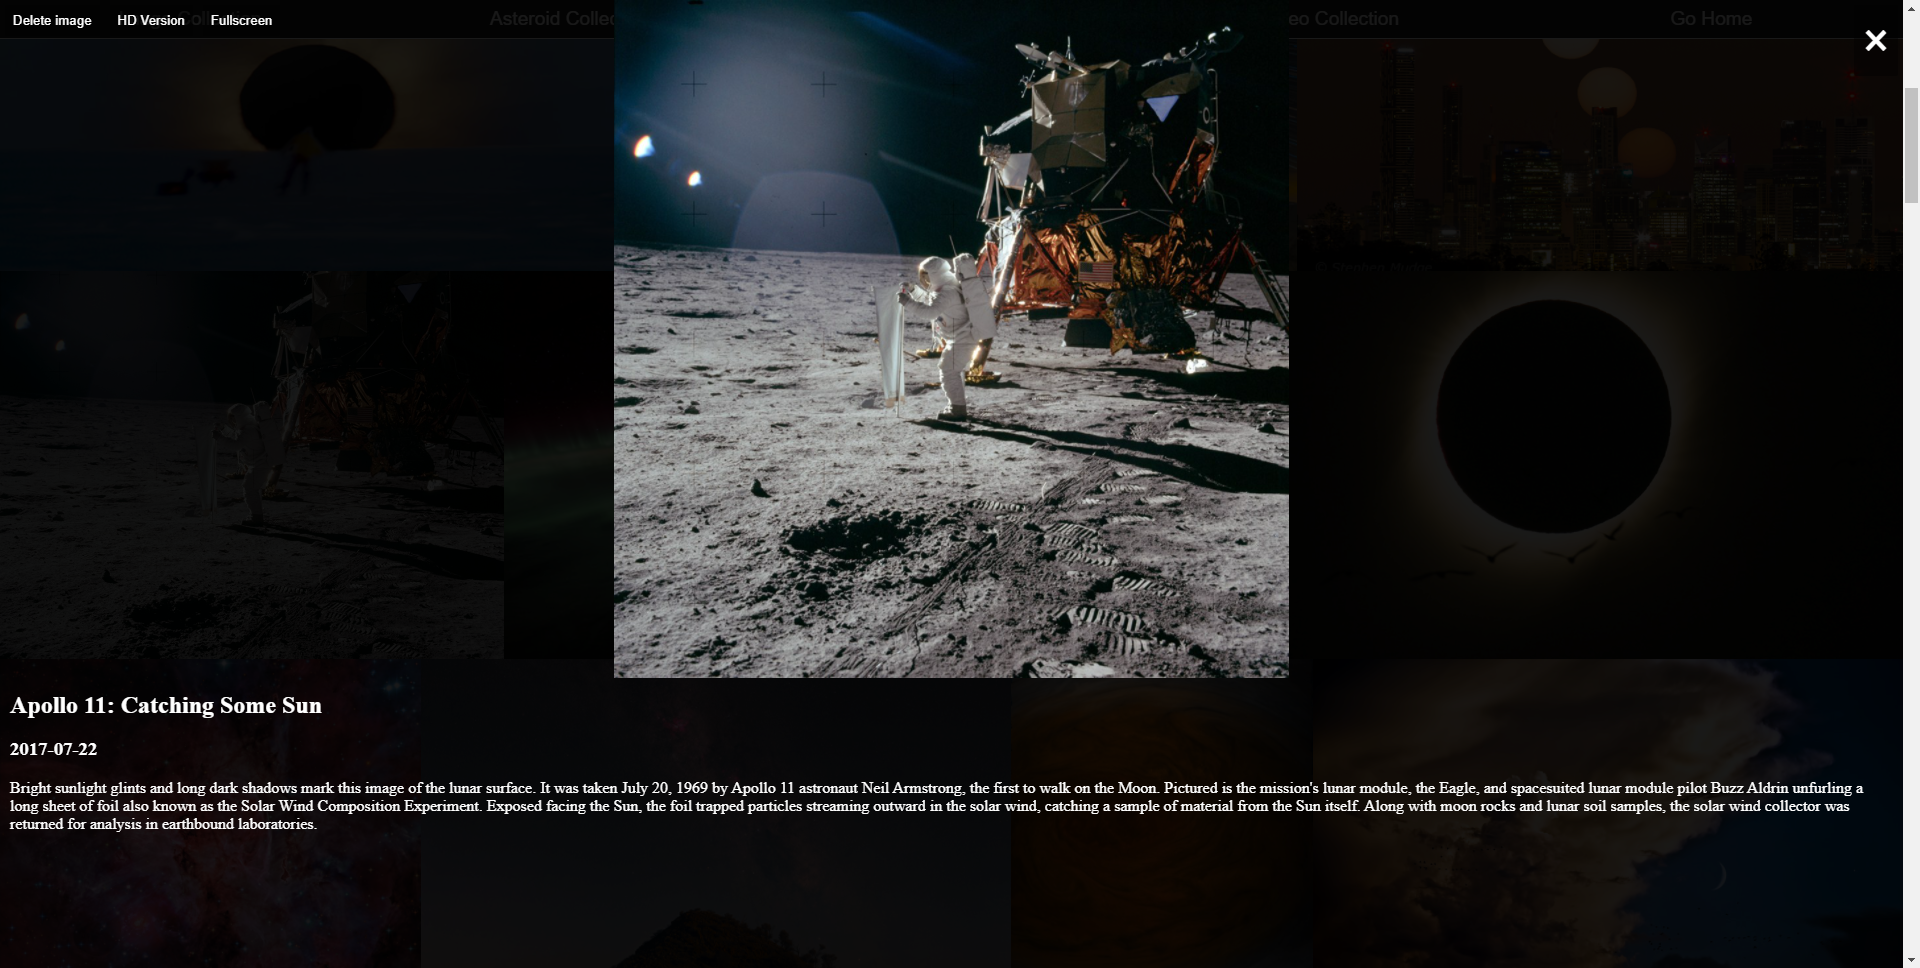 Delete image HD Version Fullscreen
Asteroid Collec
eo Collection
Go Home
×
Apollo 11: Catching Some Sun
2017-07-22
Bright sunlight glints and long dark shadows mark this image of the lunar surface. It was taken July 20, 1969 by Apollo 11 astronaut Neil Armstrong, the first to walk on the Moon. Pictured is the mission's lunar module, the Eagle, and spacesuited lunar module pilot Buzz Aldrin unfurling a
long sheet of foil also known as the Solar Wind Composition Experiment. Exposed facing the Sun, the foil trapped particles streaming outward in the solar wind, catching a sample of material from the Sun itself. Along with moon rocks and lunar soil samples, the solar wind collector was
returned for analysis in earthbound laboratories.